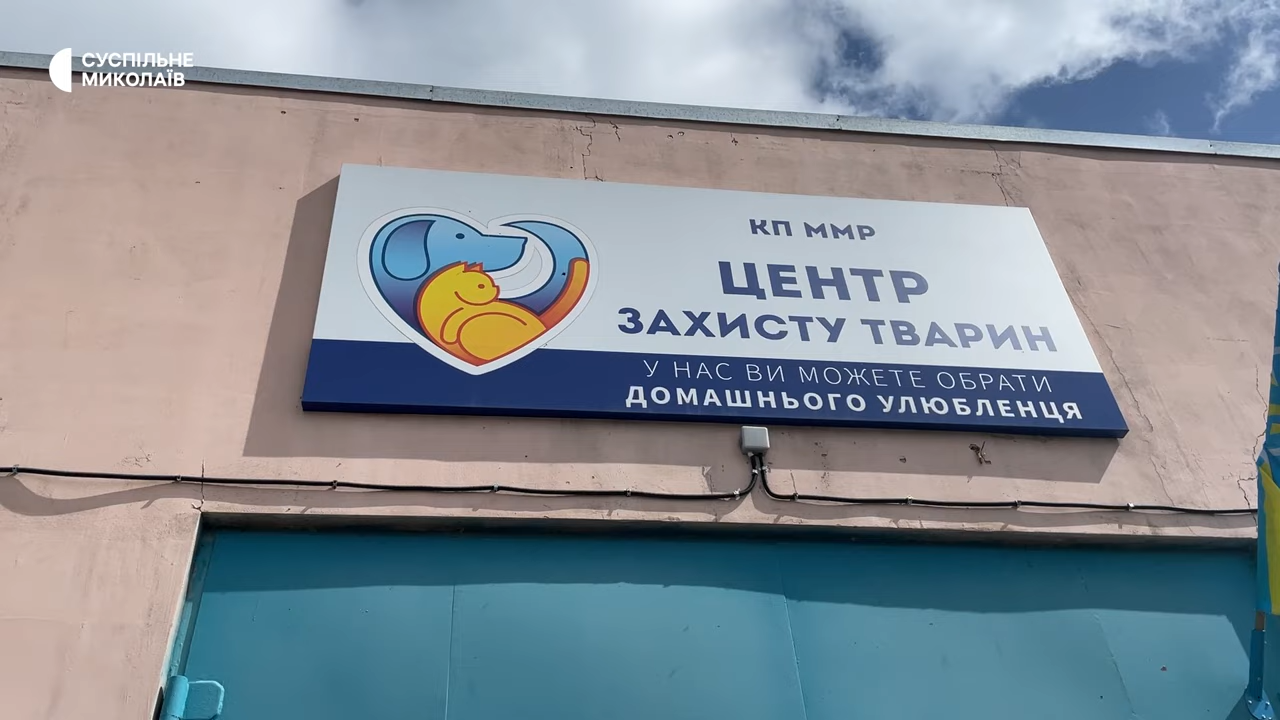 СУСПІЛЬНЕ
МИКОЛАЇВ
КП ММР
ЦЕНТР
ЗАХИСТУ ТВАРИН
У НАС ВИ МОЖЕТЕ ОБРАТИ
ДОМАШНЬОГО УЛЮБЛЕНЦЯ